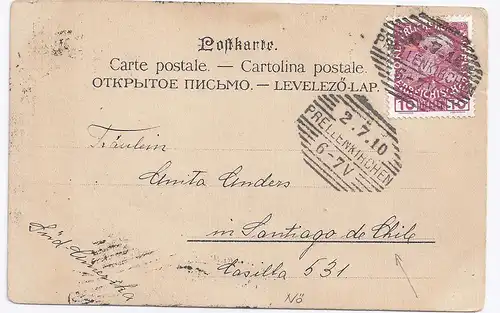 Postkarte.
Carte postale. — Cartolina postale.
ОТКРЫТОЕ ПИСЬМО. — LEVELEZŐ-LAP.
2.7.10
PRELLENKIRCHEN
6-7V
Fräulein
Anita Anders
in Santiago de Chile
Casilla 531
Süd Amerika
Nö
10 10